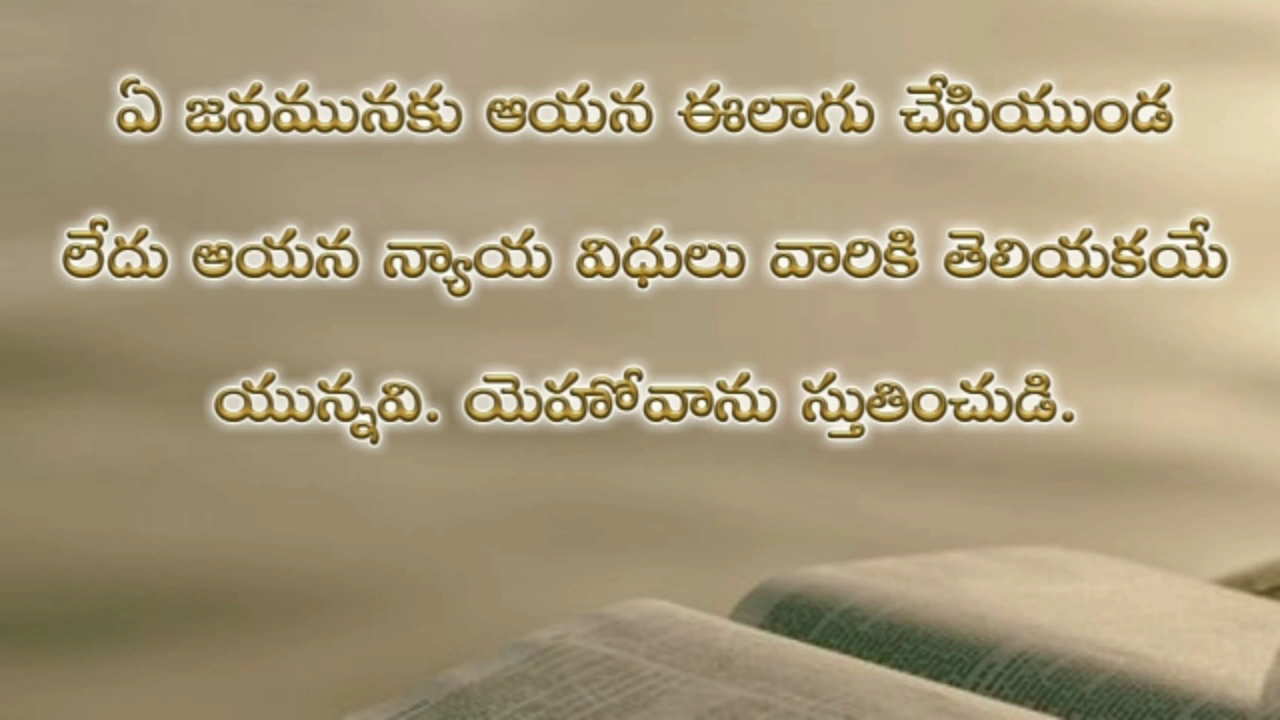 ఏ జనమునకు ఆయన ఈలాగు చేసియుండ
లేదు ఆయన న్యాయ విధులు వారికి తెలియకయే
యున్నవి. యెహోవాను స్తుతించుడి.